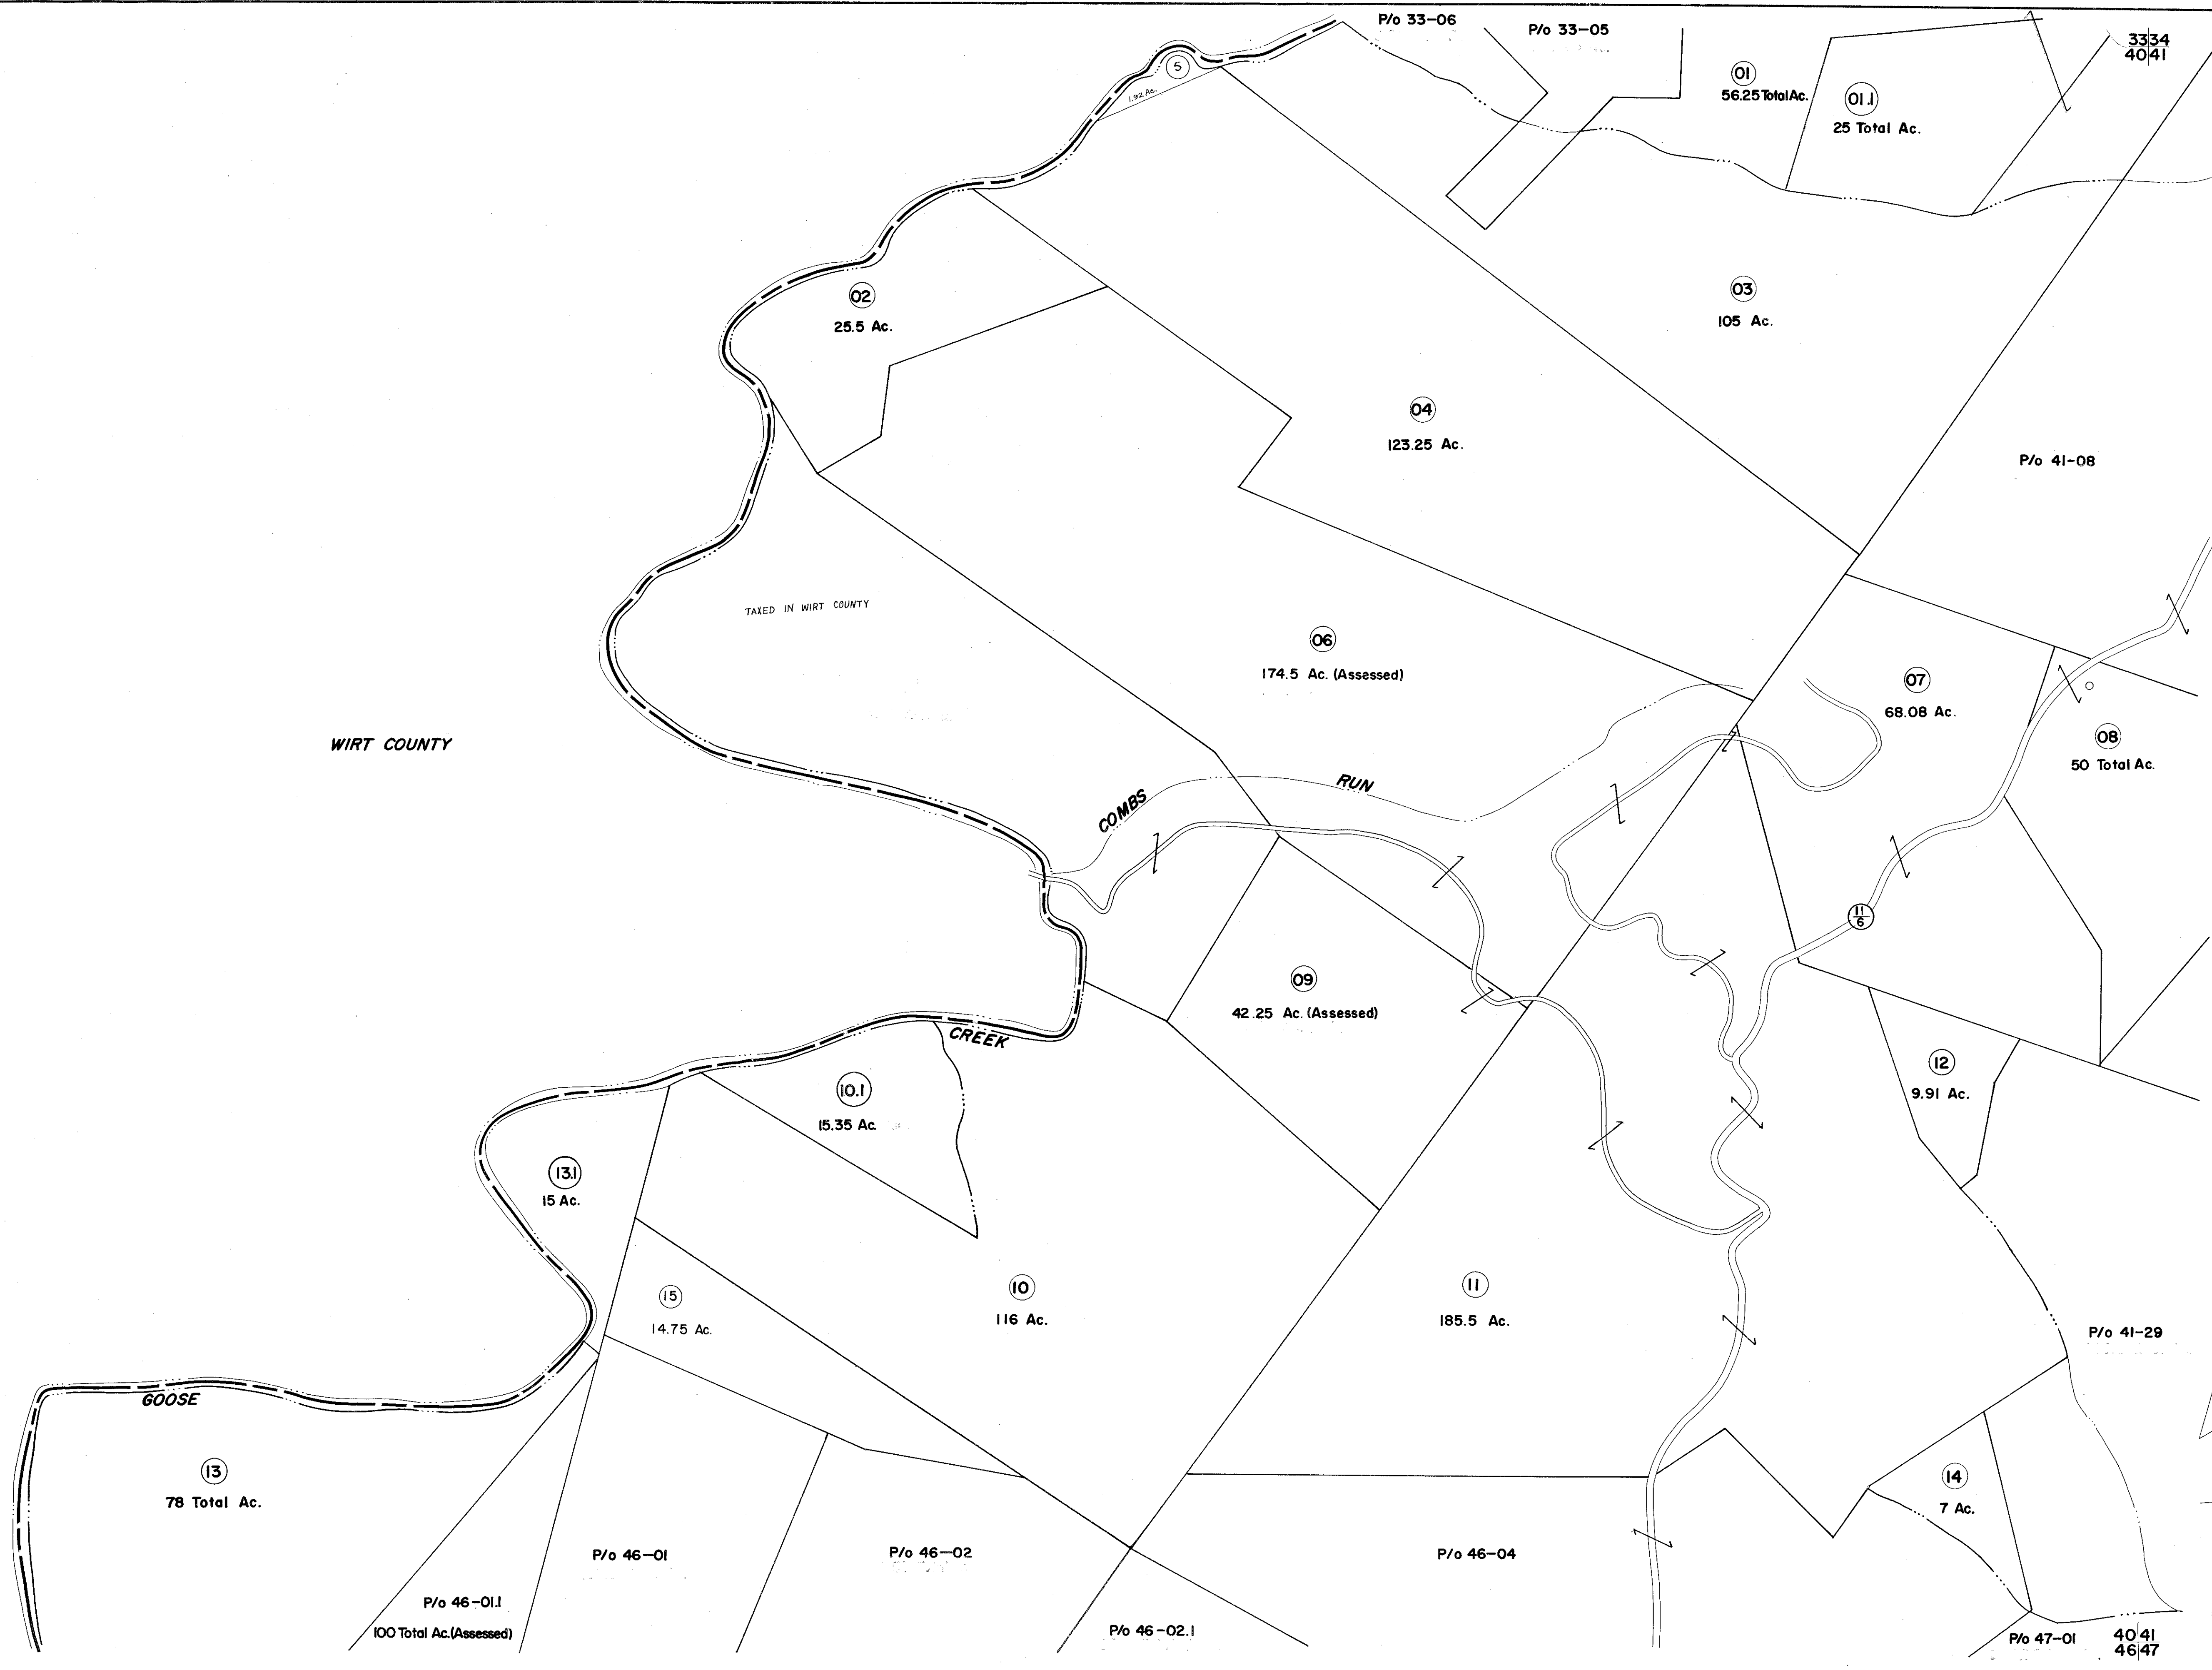 P/o 33-06
P/o 33-05
33|34
40|41
5
1.92 Ac.
01
56.25 Total Ac.
01.1
25 Total Ac.
02
25.5 Ac.
03
105 Ac.
04
123.25 Ac.
P/o 41-08
TAXED IN WIRT COUNTY
06
174.5 Ac. (Assessed)
07
68.08 Ac.
WIRT COUNTY
08
50 Total Ac.
COMBS RUN
11
6
09
42.25 Ac. (Assessed)
CREEK
10.1
15.35 Ac.
12
9.91 Ac.
13.1
15 Ac.
15
14.75 Ac.
10
116 Ac.
11
185.5 Ac.
P/o 41-29
GOOSE
13
78 Total Ac.
14
7 Ac.
P/o 46-01
P/o 46-02
P/o 46-04
P/o 46-01.1
100 Total Ac.(Assessed)
P/o 46-02.1
P/o 47-01
40|41
46|47